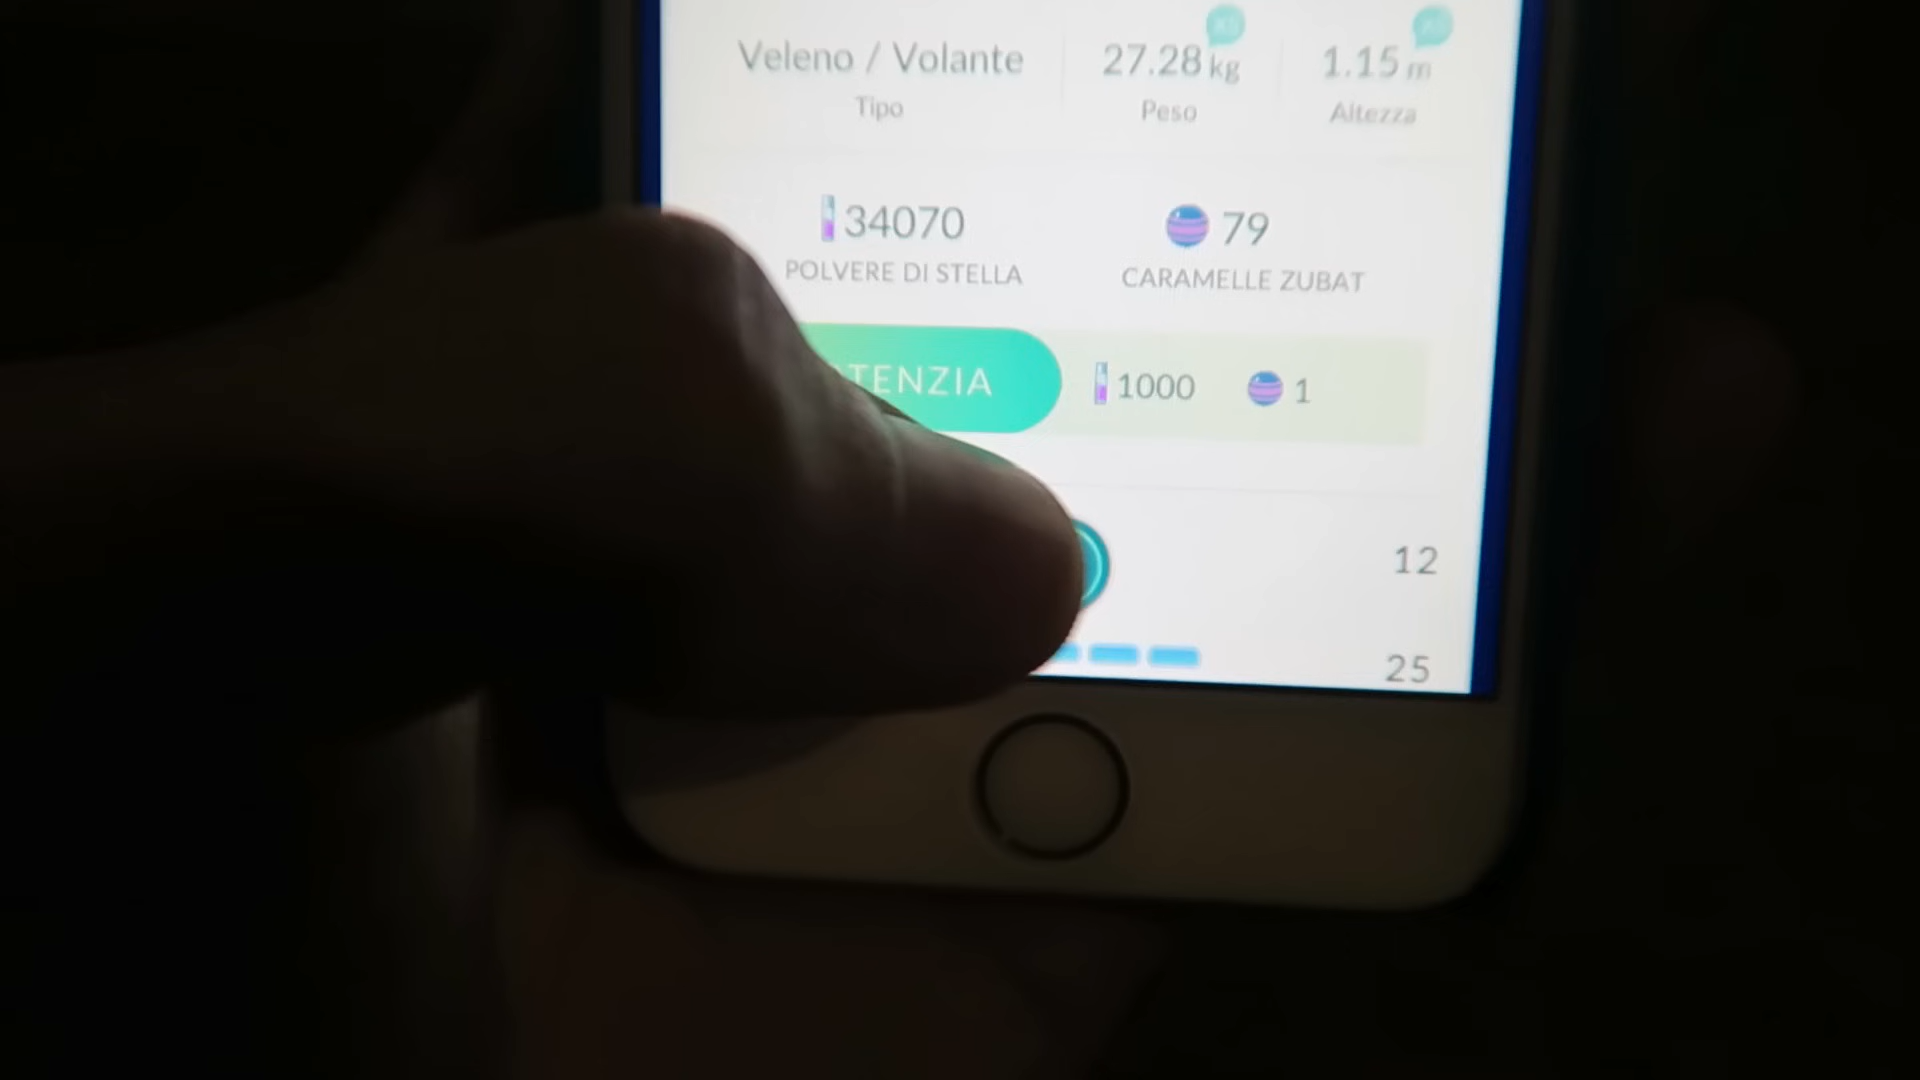 Veleno / Volante
Tipo
27.28 kg
Peso
1.15 m
Altezza
34070
POLVERE DI STELLA
79
CARAMELLE ZUBAT
TENZIA
1000
1
12
25